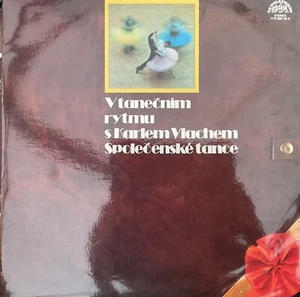 V tanečním
rytmu
s Karlem Vlachem
Společenské tance